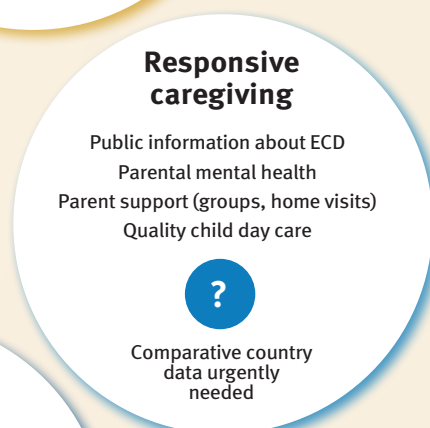 Responsive
caregiving
Public information about ECD
Parental mental health
Parent support (groups, home visits)
Quality child day care
?
Comparative country
data urgently
needed